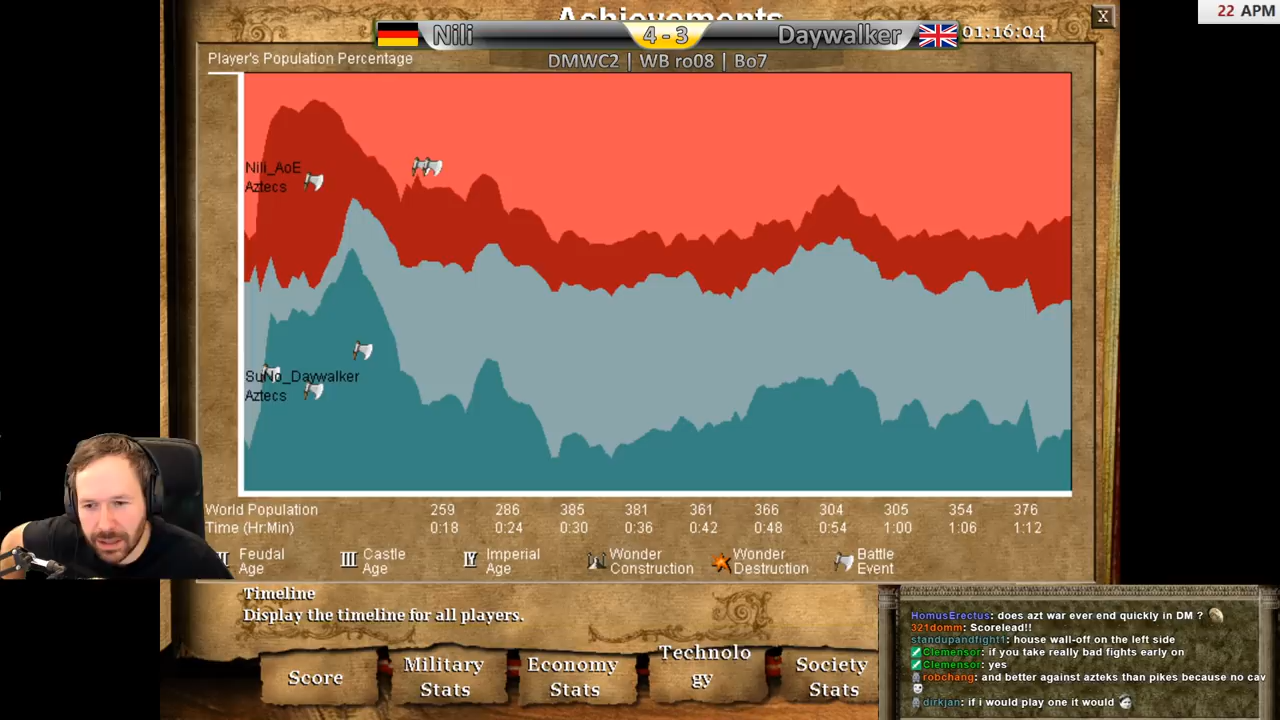 22 APM
Achievements
Nili 4 - 3 Daywalker 01:16:04
Player's Population Percentage
DMWC2 | WB ro08 | Bo7
X
Nili_AoE
Aztecs
SuNo_Daywalker
Aztecs
World Population 259 286 385 381 361 366 304 305 354 376
Time (Hr:Min) 0:18 0:24 0:30 0:36 0:42 0:48 0:54 1:00 1:06 1:12
Feudal Age
III Castle Age
IV Imperial Age
Wonder Construction
Wonder Destruction
Battle Event
Timeline
Display the timeline for all players.
Score
Military Stats
Economy Stats
Technolo
gy
Society Stats
HomusErectus: does azt war ever end quickly in DM ?
321domm: Scorelead!!
standupandfight1: house wall-off on the left side
Clemensor: if you take really bad fights early on
Clemensor: yes
robchang: and better against azteks than pikes because no cav
dirkjan: if i would play one it would